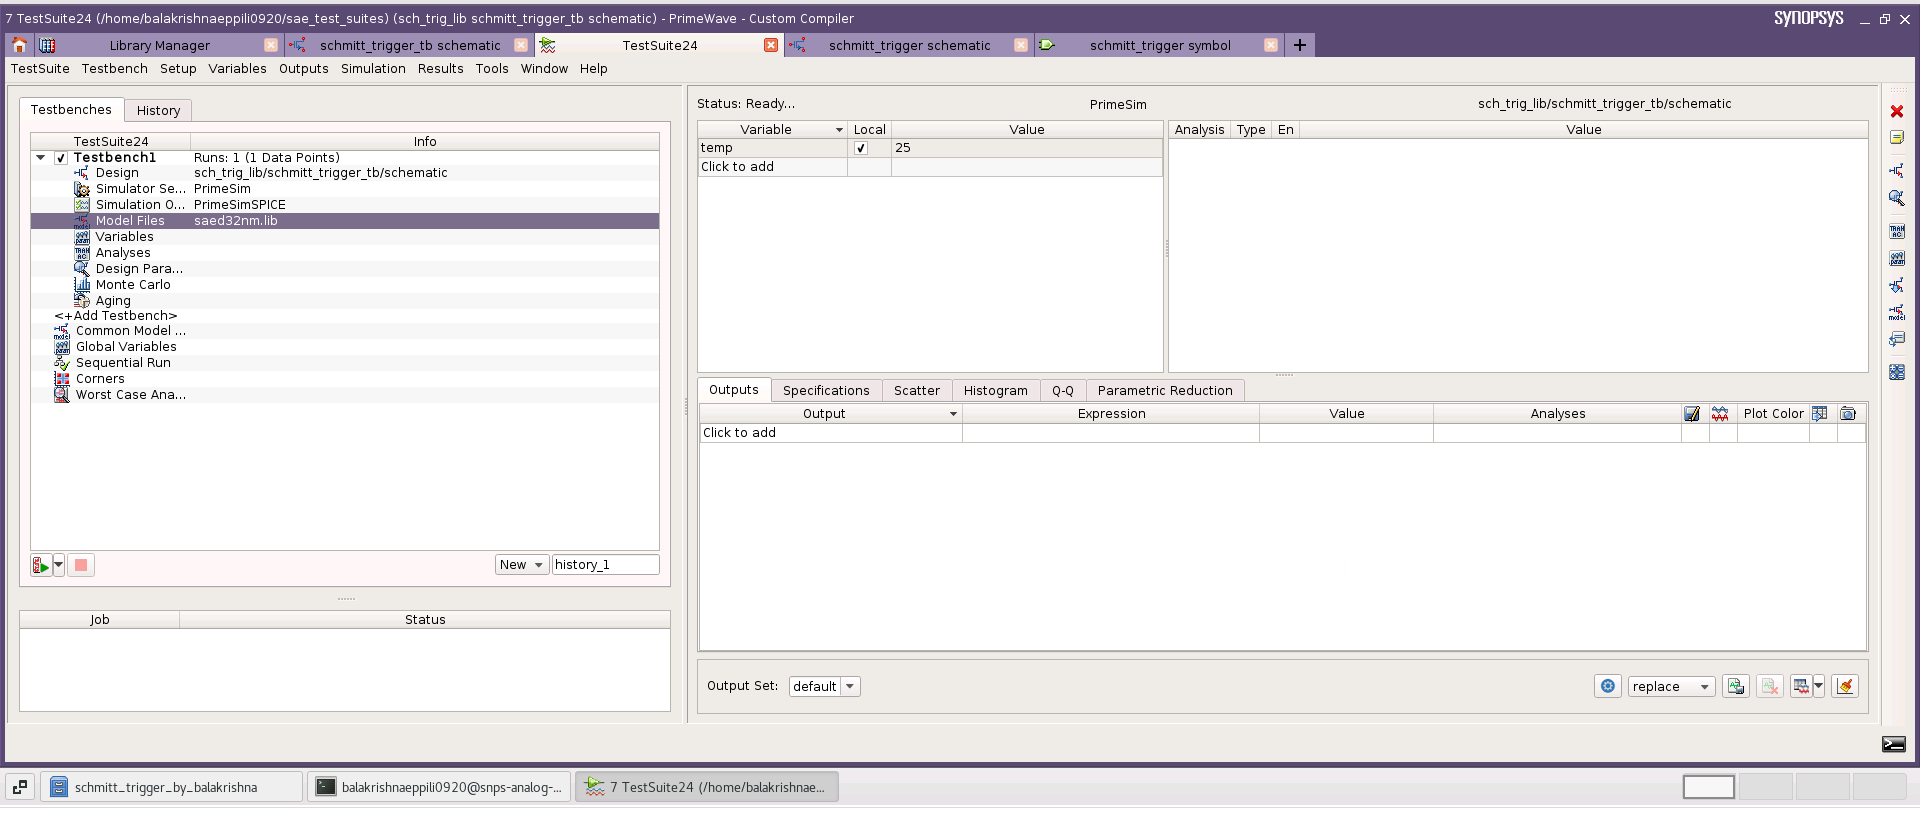 7 TestSuite24 (/home/balakrishnaeppili0920/sae_test_suites) (sch_trig_lib schmitt_trigger_tb schematic) - PrimeWave - Custom Compiler
SYNOPSYS
Library Manager
schmitt_trigger_tb schematic
TestSuite24
schmitt_trigger schematic
schmitt_trigger symbol
TestSuite Testbench Setup Variables Outputs Simulation Results Tools Window Help
Testbenches History
TestSuite24 Info
Testbench1 Runs: 1 (1 Data Points)
Design sch_trig_lib/schmitt_trigger_tb/schematic
Simulator Se... PrimeSim
Simulation O... PrimeSimSPICE
Model Files saed32nm.lib
Variables
Analyses
Design Para...
Monte Carlo
Aging
<+Add Testbench>
Common Model ...
Global Variables
Sequential Run
Corners
Worst Case Ana...
New history_1
Job Status
Status: Ready... PrimeSim sch_trig_lib/schmitt_trigger_tb/schematic
Variable Local Value
temp 25
Click to add
Analysis Type En Value
Outputs Specifications Scatter Histogram Q-Q Parametric Reduction
Output Expression Value Analyses Plot Color
Click to add
Output Set: default
replace
schmitt_trigger_by_balakrishna
balakrishnaeppili0920@snps-analog-...
7 TestSuite24 (/home/balakrishnae...